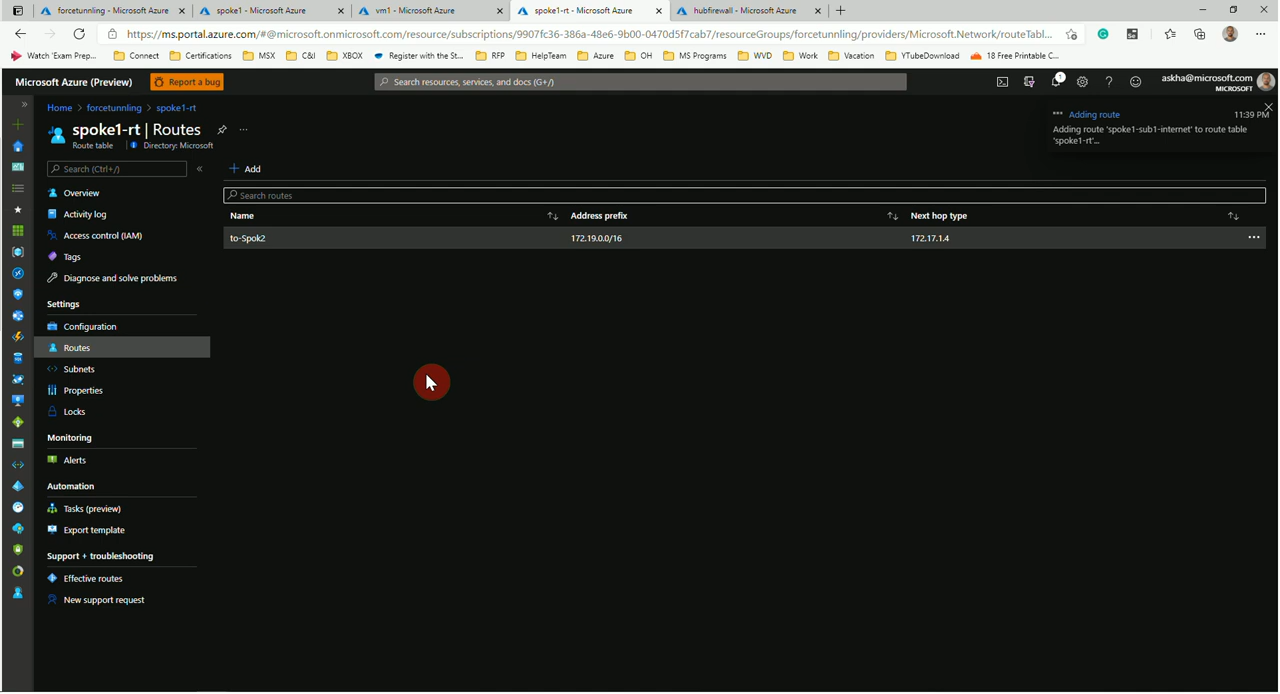 forcetunnling - Microsoft Azure
spoke1 - Microsoft Azure
vm1 - Microsoft Azure
spoke1-rt - Microsoft Azure
hubfirewall - Microsoft Azure
https://ms.portal.azure.com/#@microsoft.onmicrosoft.com/resource/subscriptions/9907fc36-386a-48e6-9b00-0470d5f7cab7/resourceGroups/forcetunnling/providers/Microsoft.Network/routeTabl...
Watch 'Exam Prep... Connect Certifications MSX C&I XBOX Register with the St... RFP HelpTeam Azure OH MS Programs WVD Work Vacation YTubeDownload 18 Free Printable C...
Microsoft Azure (Preview) Report a bug Search resources, services, and docs (G+/) 1 askha@microsoft.com
MICROSOFT
Home > forcetunnling > spoke1-rt
spoke1-rt | Routes
Route table Directory: Microsoft
Adding route 11:39 PM
Adding route 'spoke1-sub1-internet' to route table
'spoke1-rt'...
Search (Ctrl+/)
Add
Search routes
Name Address prefix Next hop type
to-Spok2 172.19.0.0/16 172.17.1.4
Overview
Activity log
Access control (IAM)
Tags
Diagnose and solve problems
Settings
Configuration
Routes
Subnets
Properties
Locks
Monitoring
Alerts
Automation
Tasks (preview)
Export template
Support + troubleshooting
Effective routes
New support request